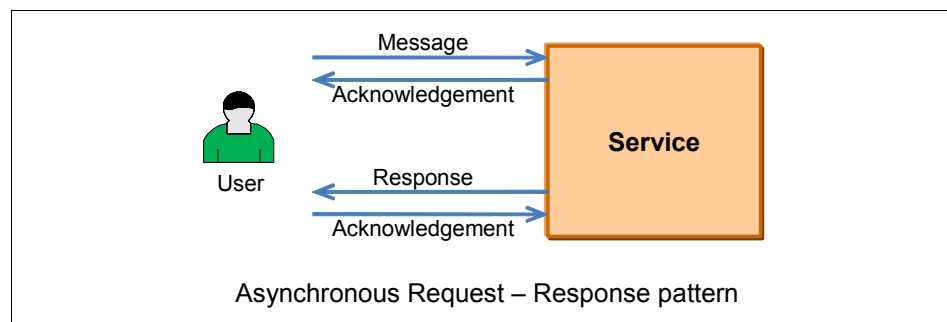 Message
Acknowledgement
Service
User
Response
Acknowledgement
Asynchronous Request – Response pattern